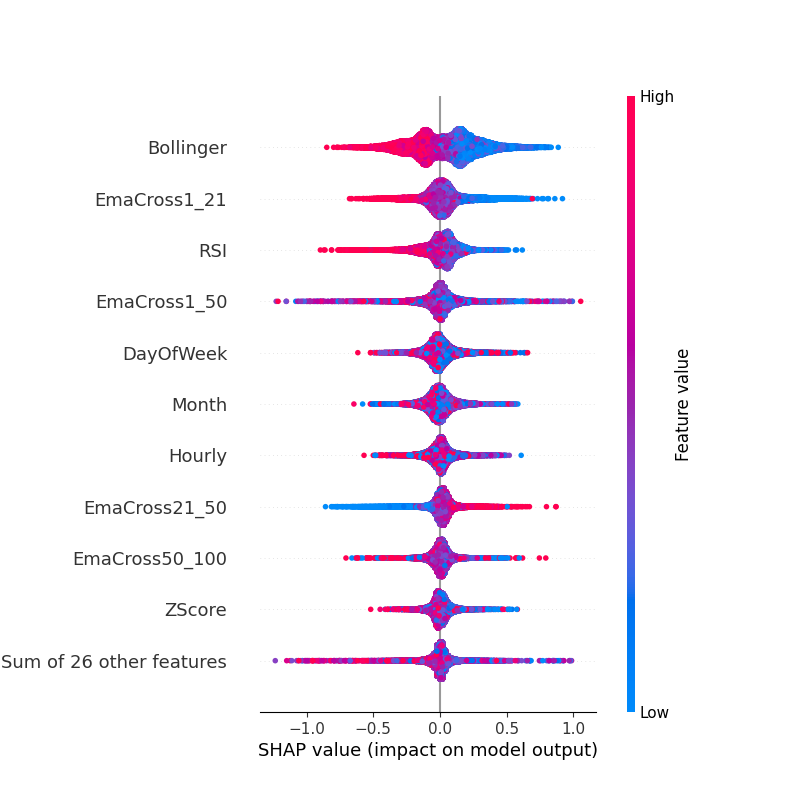 High
Bollinger
EmaCross1_21
RSI
EmaCross1_50
DayOfWeek
Month
Hourly
EmaCross21_50
EmaCross50_100
ZScore
Sum of 26 other features
Feature value
Low
−1.0 −0.5 0.0 0.5 1.0
SHAP value (impact on model output)